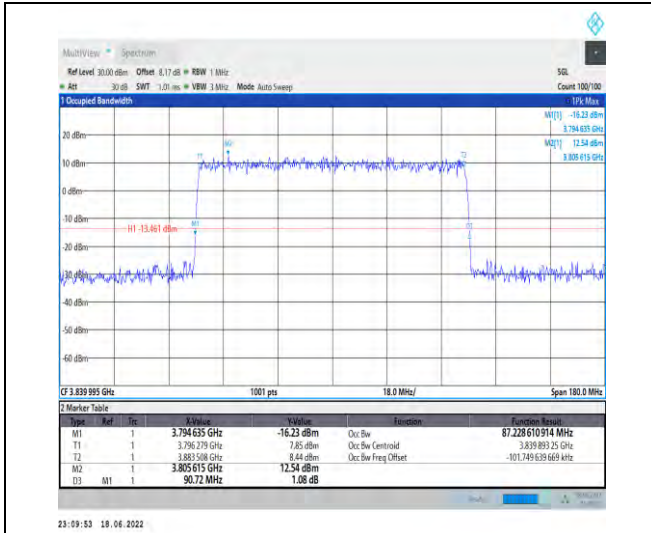 MultiView Spectrum
Ref Level 30.00 dBm Offset 8.17 dB RBW 1 MHz SGL
Att 30 dB SWT 1.01 ms VBW 3 MHz Mode Auto Sweep Count 100/100
1 Occupied Bandwidth 1Pk Max
M1[1] -16.23 dBm
3.794 635 GHz
M2[1] 12.54 dBm
3.805 615 GHz
20 dBm
M2
T1 T2
10 dBm
0 dBm
-10 dBm
H1 -13.461 dBm
-30 dBm
-40 dBm
-50 dBm
-60 dBm
CF 3.839 995 GHz 1001 pts 18.0 MHz/ Span 180.0 MHz
2 Marker Table
Type Ref Trc X-Value Y-Value Function Function Result
M1 1 3.794 635 GHz -16.23 dBm Occ Bw 87.228 610 914 MHz
T1 1 3.796 279 GHz 7.85 dBm Occ Bw Centroid 3.839 893 25 GHz
T2 1 3.883 508 GHz 8.44 dBm Occ Bw Freq Offset -101.749 639 669 kHz
M2 1 3.805 615 GHz 12.54 dBm
D3 M1 1 90.72 MHz 1.08 dB
23:09:53 18.06.2022